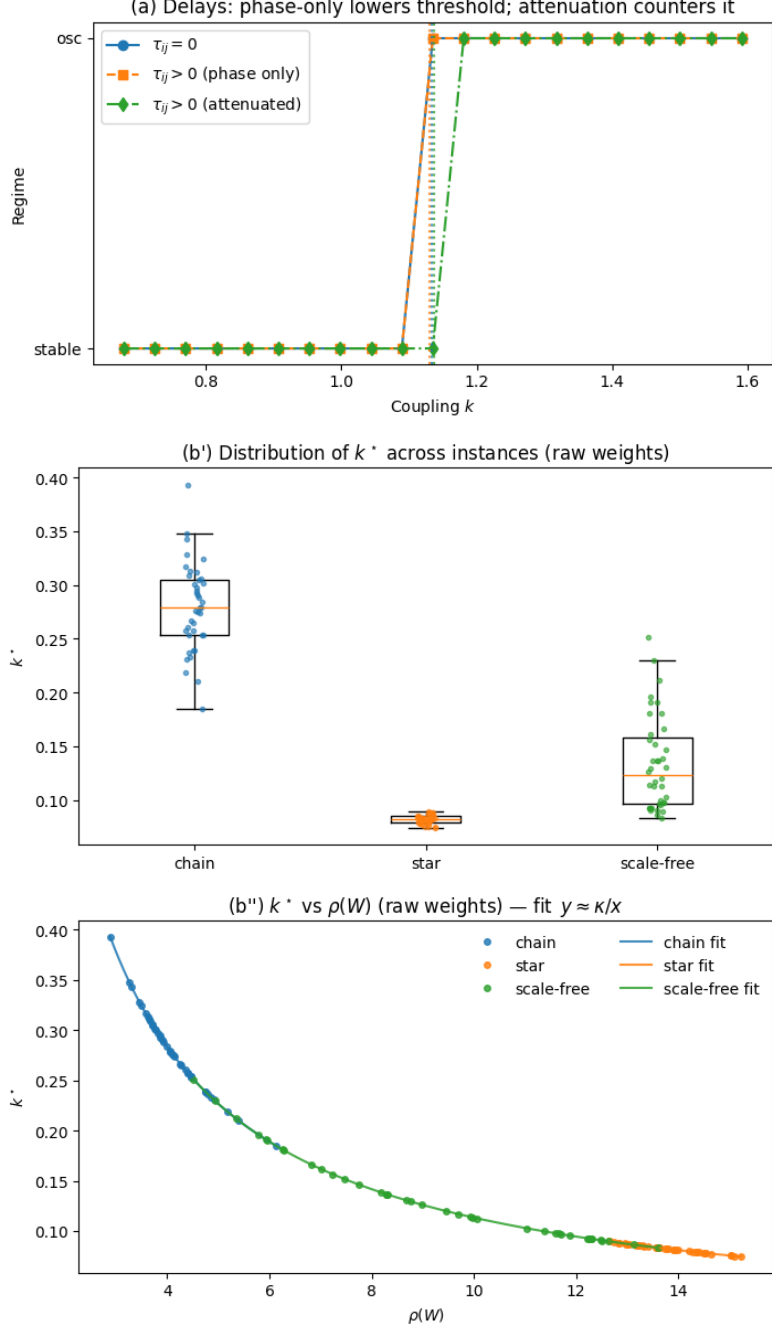 (a) Delays: phase-only lowers threshold; attenuation counters it
osc
τij = 0
τij > 0 (phase only)
τij > 0 (attenuated)
Regime
stable
0.8 1.0 1.2 1.4 1.6
Coupling k
(b') Distribution of k* across instances (raw weights)
0.40
0.35
0.30
0.25
0.20
0.15
0.10
k*
chain star scale-free
(b'') k* vs ρ(W) (raw weights) — fit y ≈ κ/x
0.40
0.35
0.30
0.25
0.20
0.15
0.10
k*
chain chain fit
star star fit
scale-free scale-free fit
4 6 8 10 12 14
ρ(W)